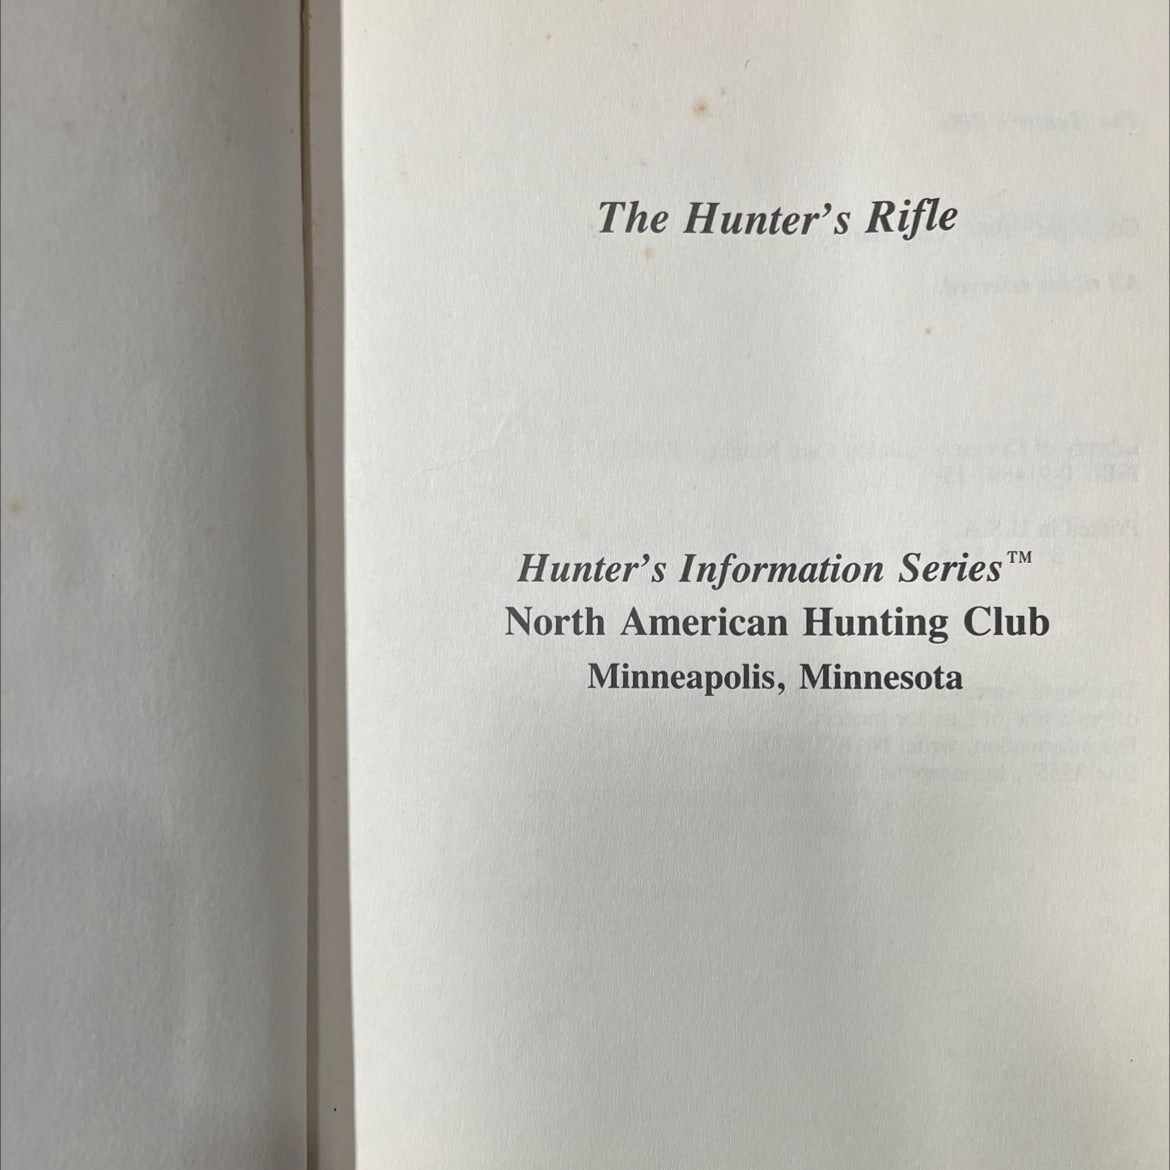 The Hunter's Rifle
Hunter's Information Series™
North American Hunting Club
Minneapolis, Minnesota